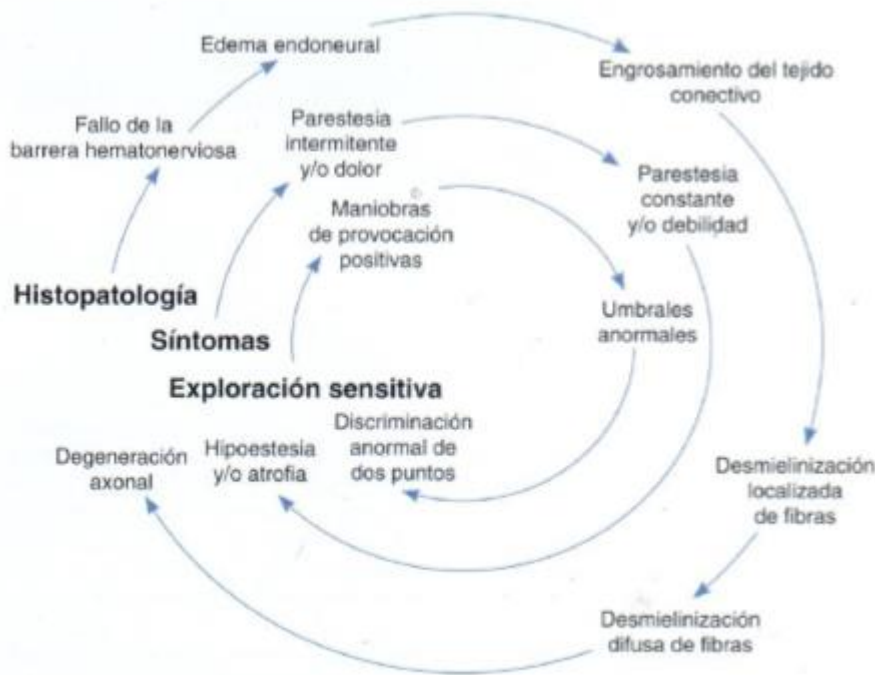 Edema endoneural
Engrosamiento del tejido
conectivo
Fallo de la
barrera hematonerviosa
Parestesia
intermitente
y/o dolor
Parestesia
constante
y/o debilidad
Maniobras
de provocación
positivas
Histopatología
Síntomas
Exploración sensitiva
Umbrales
anormales
Discriminación
anormal de
dos puntos
Hipoestesia
y/o atrofia
Degeneración
axonal
Desmielinización
localizada
de fibras
Desmielinización
difusa de fibras